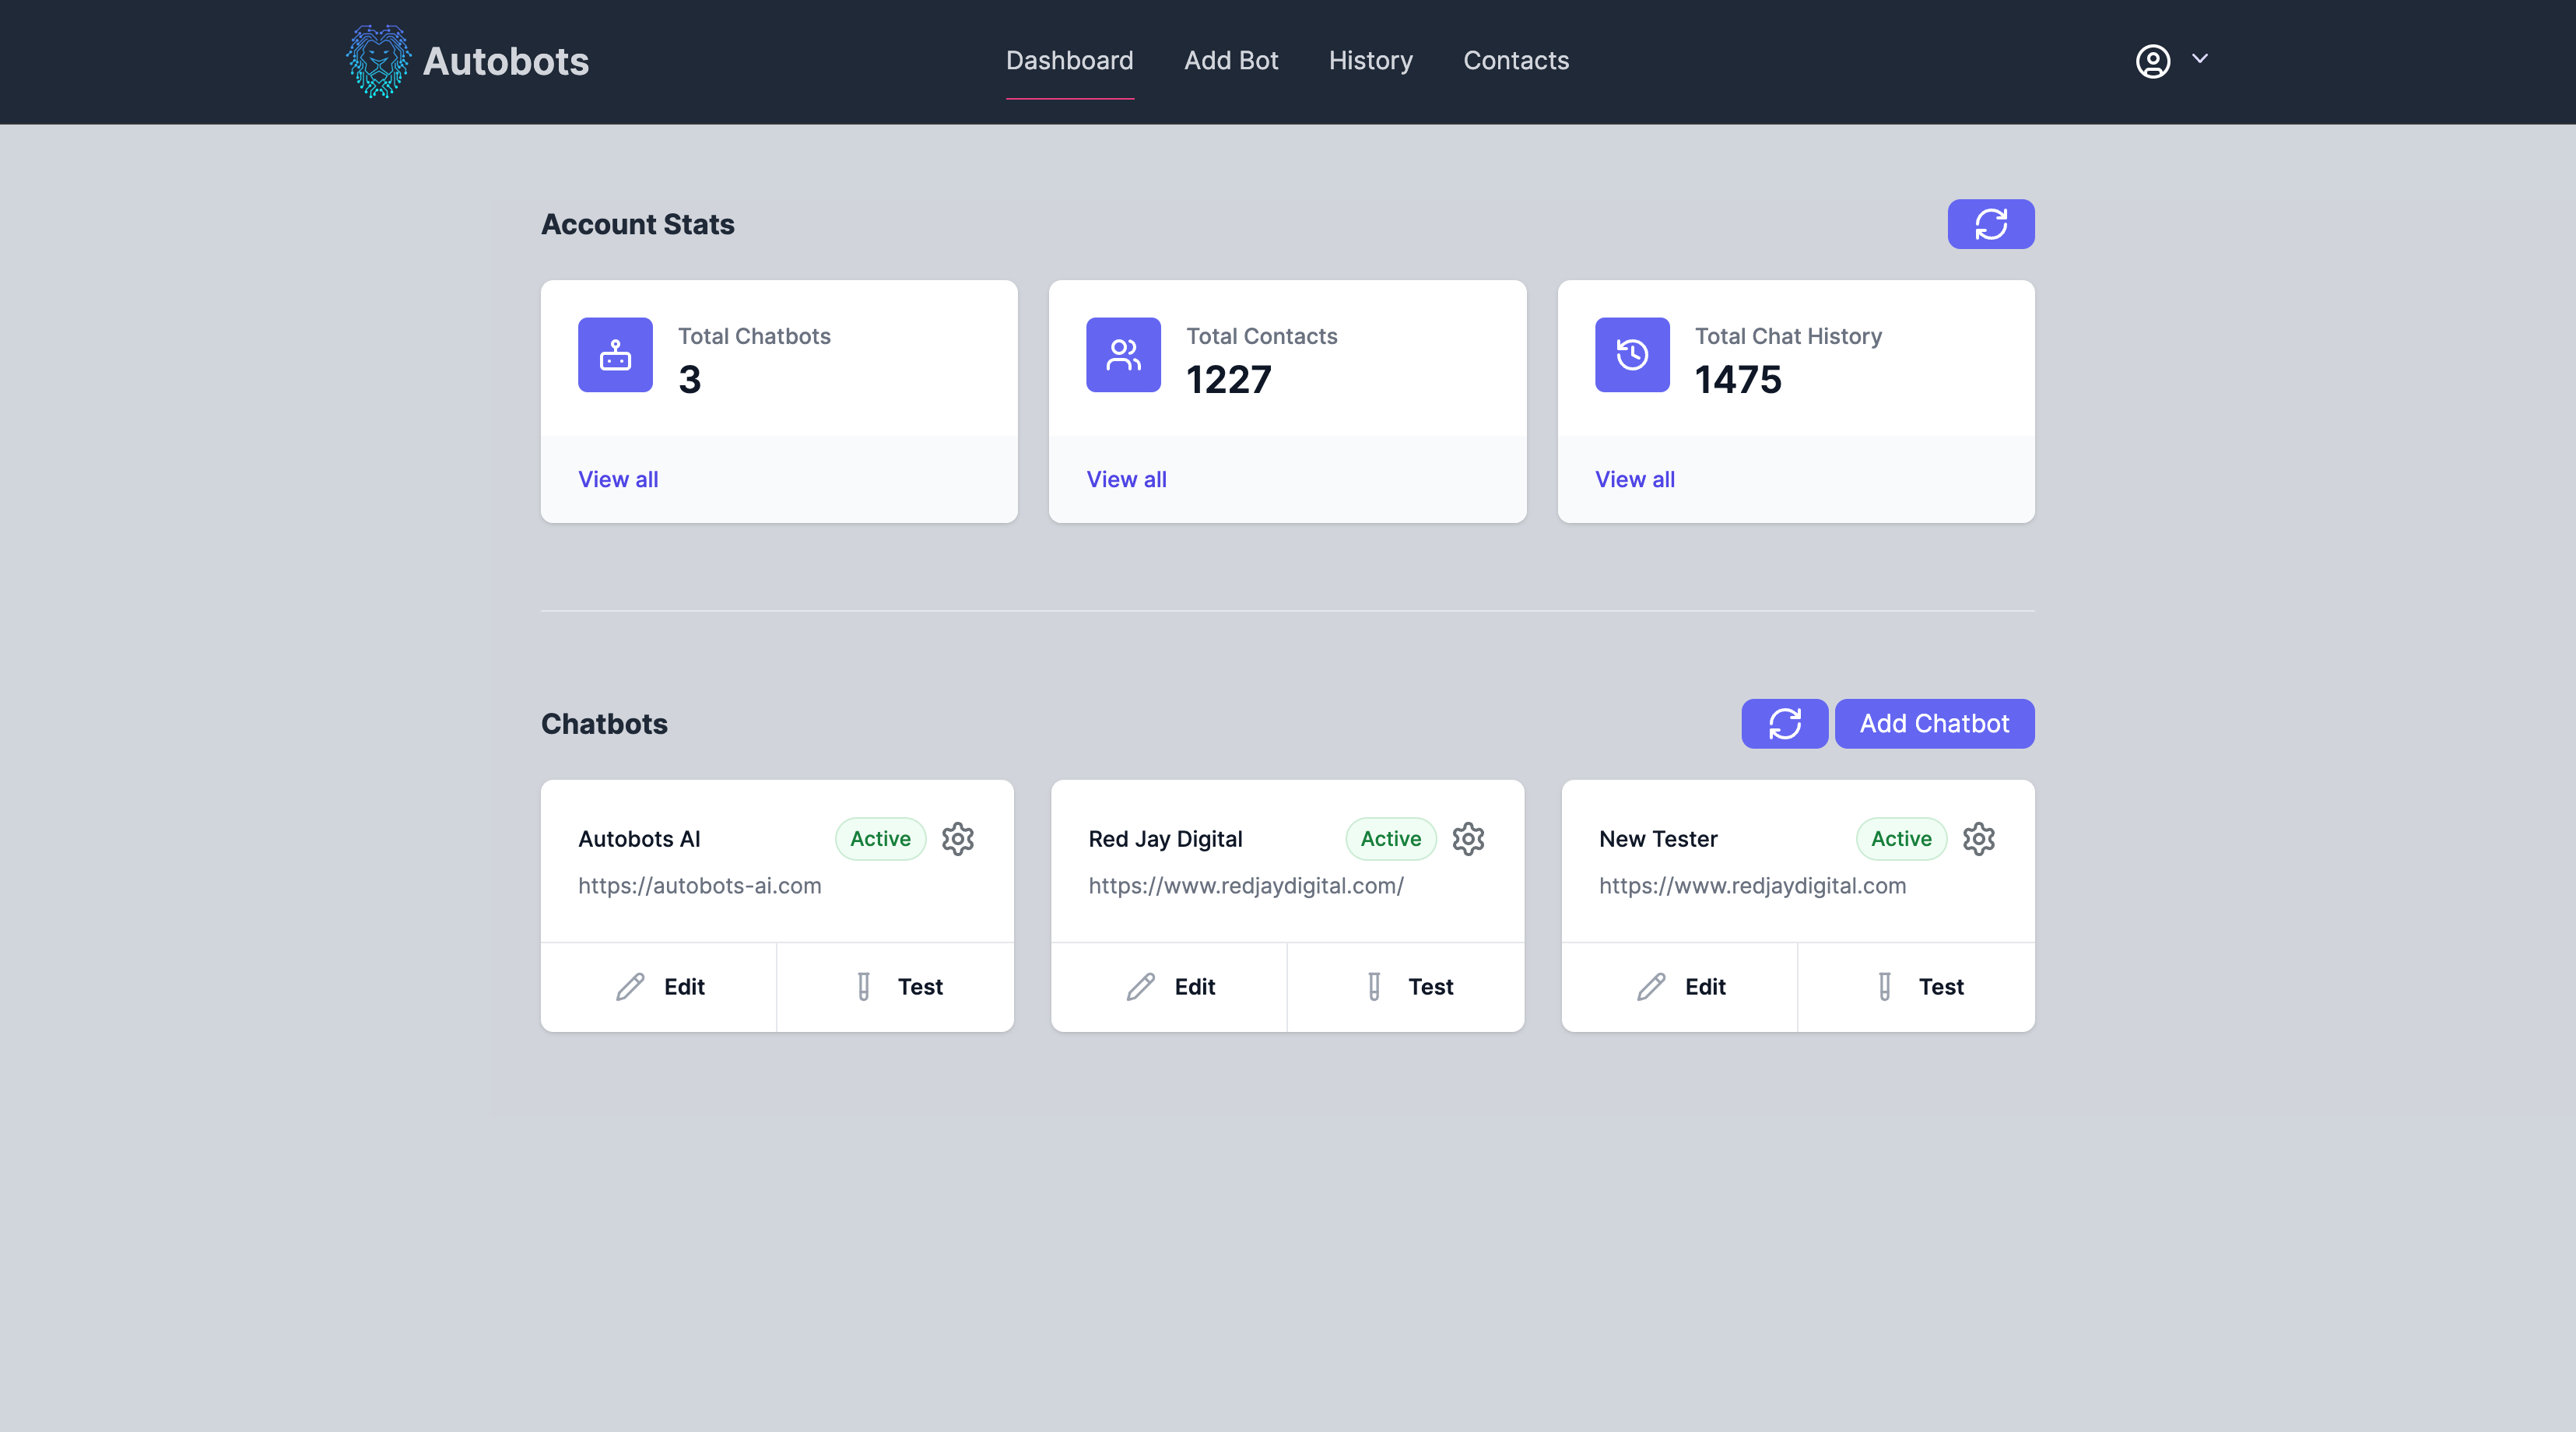 Autobots
Dashboard Add Bot History Contacts
Account Stats
Total Chatbots
3
View all
Total Contacts
1227
View all
Total Chat History
1475
View all
Chatbots
Add Chatbot
Autobots AI Active
https://autobots-ai.com
Edit Test
Red Jay Digital Active
https://www.redjaydigital.com/
Edit Test
New Tester Active
https://www.redjaydigital.com
Edit Test